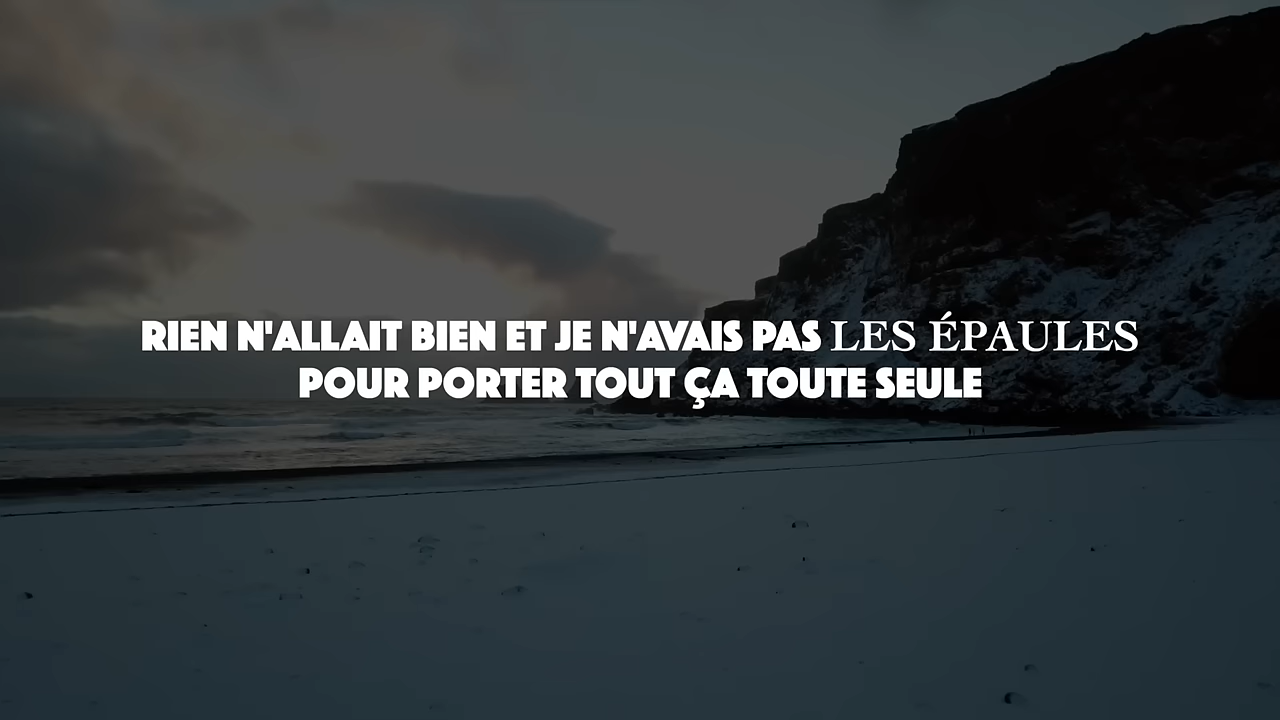 RIEN N'ALLAIT BIEN ET JE N'AVAIS PAS LES ÉPAULES
POUR PORTER TOUT ÇA TOUTE SEULE